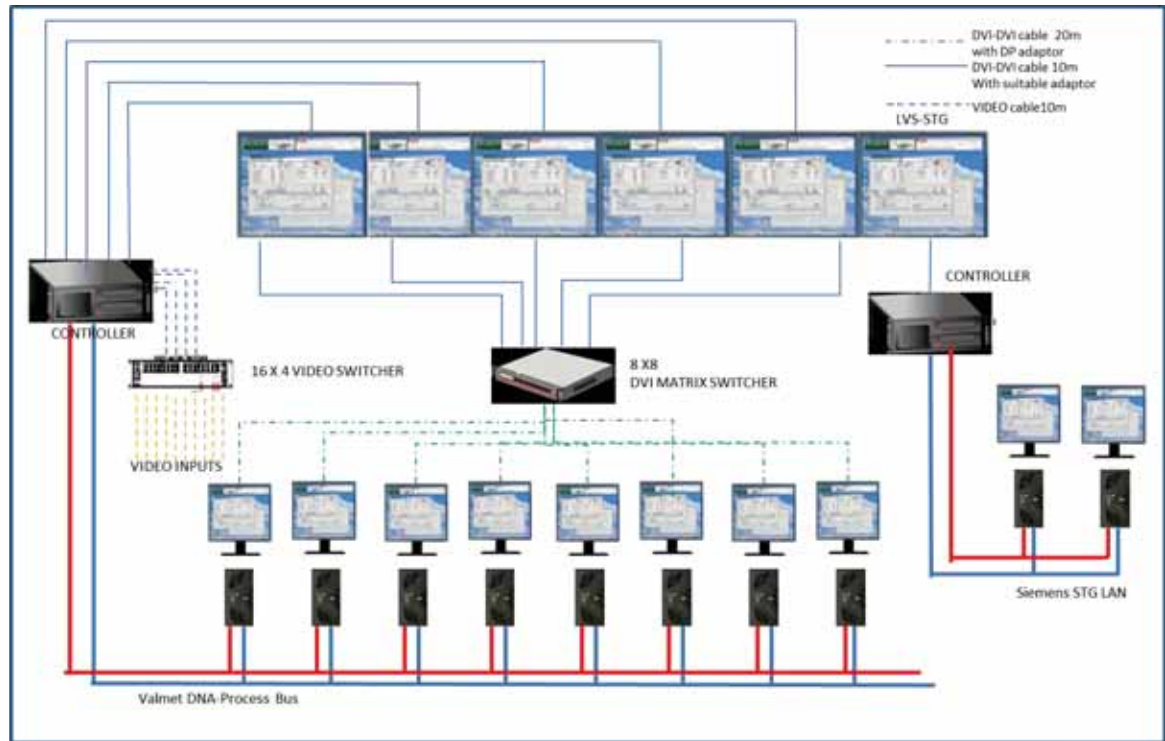 DVI-DVI cable 20m
with DP adaptor
DVI-DVI cable 10m
With suitable adaptor
VIDEO cable10m
LVS-STG
CONTROLLER
CONTROLLER
16 X 4 VIDEO SWITCHER
8 X8
DVI MATRIX SWITCHER
VIDEO INPUTS
Siemens STG LAN
Valmet DNA-Process Bus